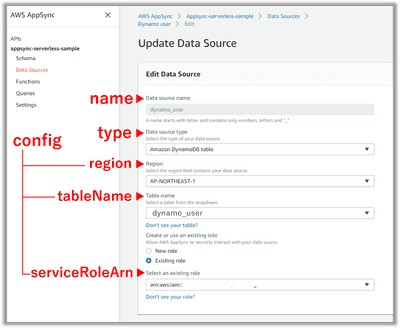 AWS AppSync
×
AWS AppSync > Appsync-serverless-sample > Data Sources >
Dynamo user > Edit
APIs
appsync-serverless-sample
Schema
Data Sources
Functions
Queries
Settings
Update Data Source
Edit Data Source
name
Data source name
dynamo_user
A name starts with letter and contains only numbers, letters and "_"
type
Data source type
Select the type of your data source.
Amazon DynamoDB table
config
region
Region
Select the region that contains your data source.
AP-NORTHEAST-1
tableName
Table name
Select a table from the dropdown.
dynamo_user
Don't see your table?
Create or use an existing role
Allow AWS AppSync to securely interact with your data source.
New role
Existing role
serviceRoleArn
Select an existing role
arn:aws:iam::
Don't see your role?